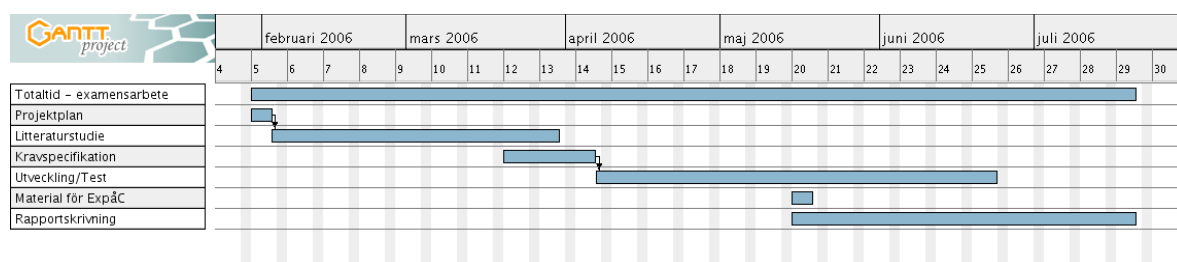 GANTT
project
februari 2006 mars 2006 april 2006 maj 2006 juni 2006 juli 2006
4 5 6 7 8 9 10 11 12 13 14 15 16 17 18 19 20 21 22 23 24 25 26 27 28 29 30
Totaltid – examensarbete
Projektplan
Litteraturstudie
Kravspecifikation
Utveckling/Test
Material för ExpåC
Rapportskrivning